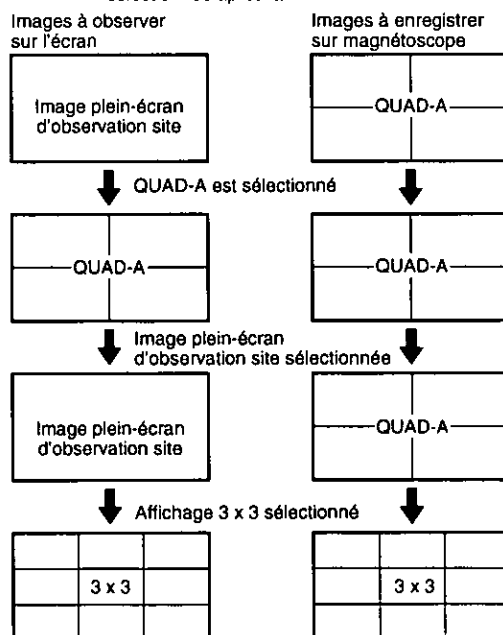 Images à observer
sur l'écran
Images à enregistrer
sur magnétoscope
Image plein-écran
d'observation site
QUAD-A
QUAD-A est sélectionné
QUAD-A
QUAD-A
Image plein-écran
d'observation site sélectionnée
Image plein-écran
d'observation site
QUAD-A
Affichage 3 x 3 sélectionné
3 x 3
3 x 3